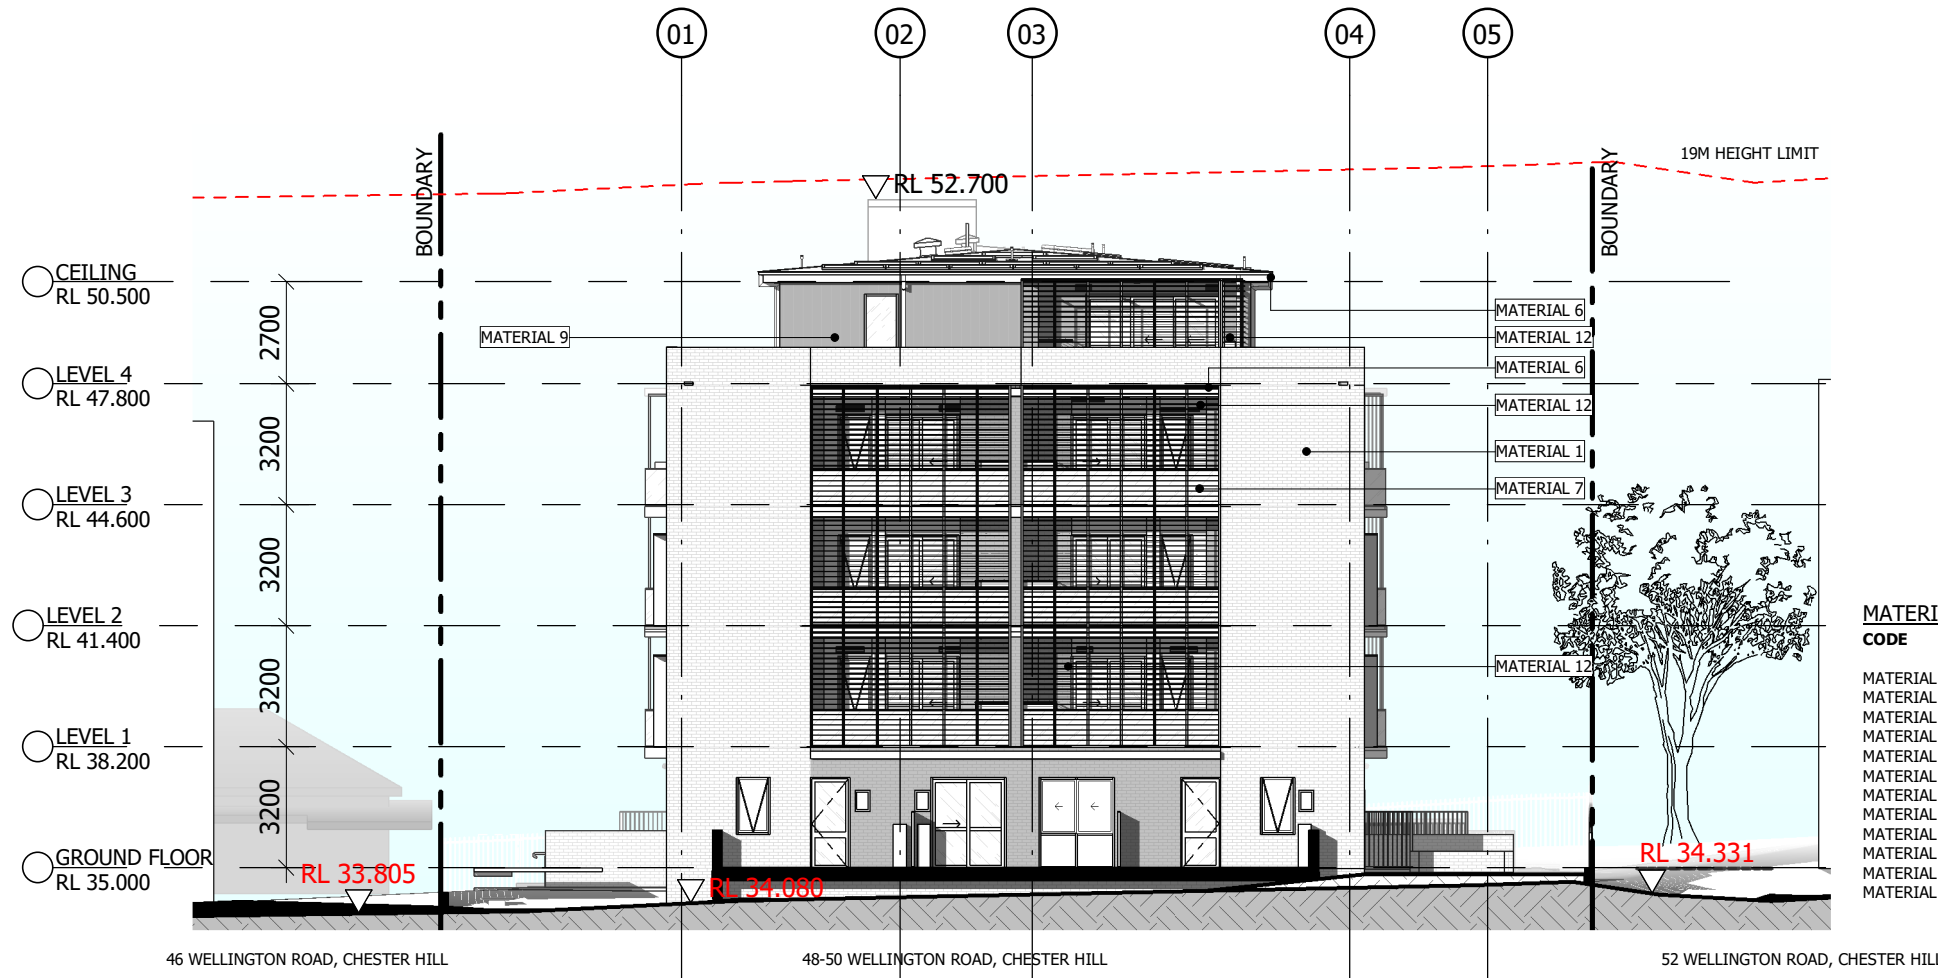 01
02
03
04
05
BOUNDARY
BOUNDARY
19M HEIGHT LIMIT
RL 52.700
CEILING
RL 50.500
2700
MATERIAL 9
MATERIAL 6
MATERIAL 12
LEVEL 4
RL 47.800
MATERIAL 6
MATERIAL 12
3200
MATERIAL 1
LEVEL 3
RL 44.600
MATERIAL 7
3200
LEVEL 2
RL 41.400
MATERI
CODE
3200
MATERIAL 12
MATERIAL
MATERIAL
MATERIAL
MATERIAL
MATERIAL
MATERIAL
MATERIAL
MATERIAL
MATERIAL
MATERIAL
MATERIAL
MATERIAL
LEVEL 1
RL 38.200
3200
GROUND FLOOR
RL 35.000
RL 33.805
RL 34.080
RL 34.331
46 WELLINGTON ROAD, CHESTER HILL
48-50 WELLINGTON ROAD, CHESTER HILL
52 WELLINGTON ROAD, CHESTER HILL